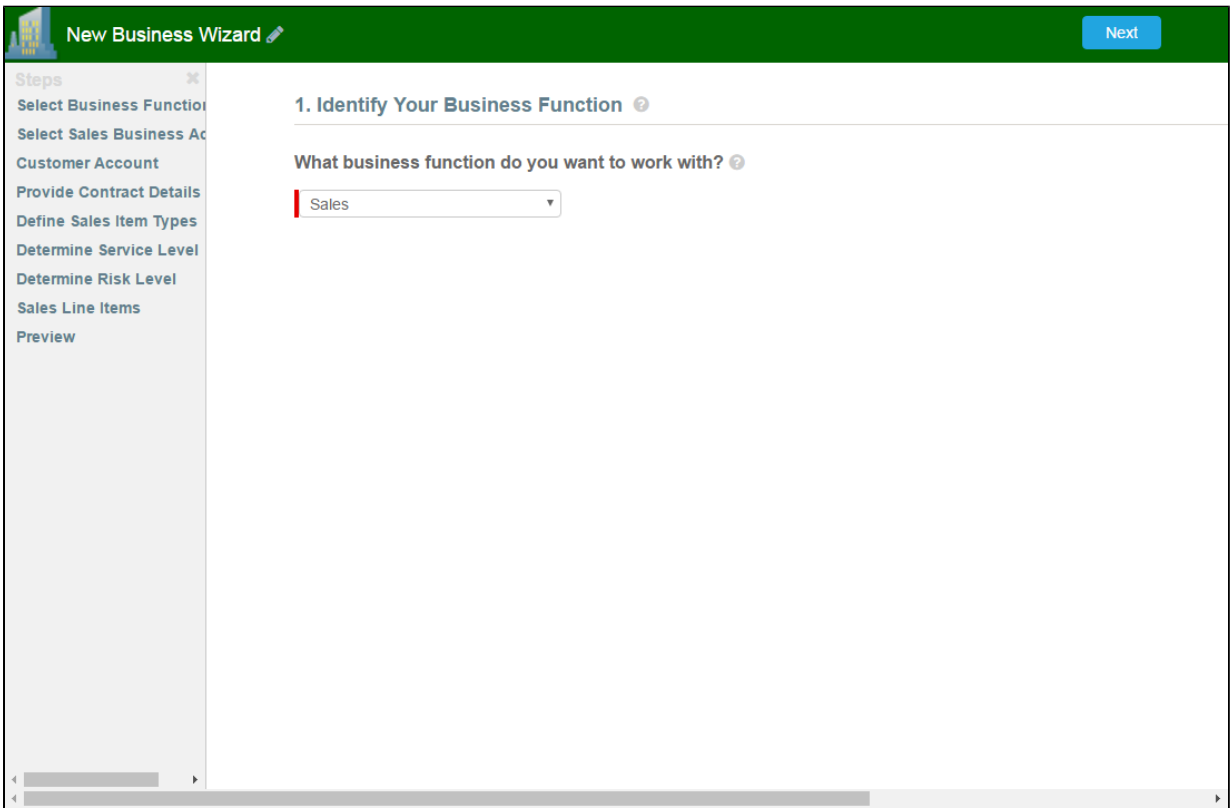 New Business Wizard
Next
Steps
Select Business Function
Select Sales Business Ac
Customer Account
Provide Contract Details
Define Sales Item Types
Determine Service Level
Determine Risk Level
Sales Line Items
Preview
1. Identify Your Business Function
What business function do you want to work with?
Sales